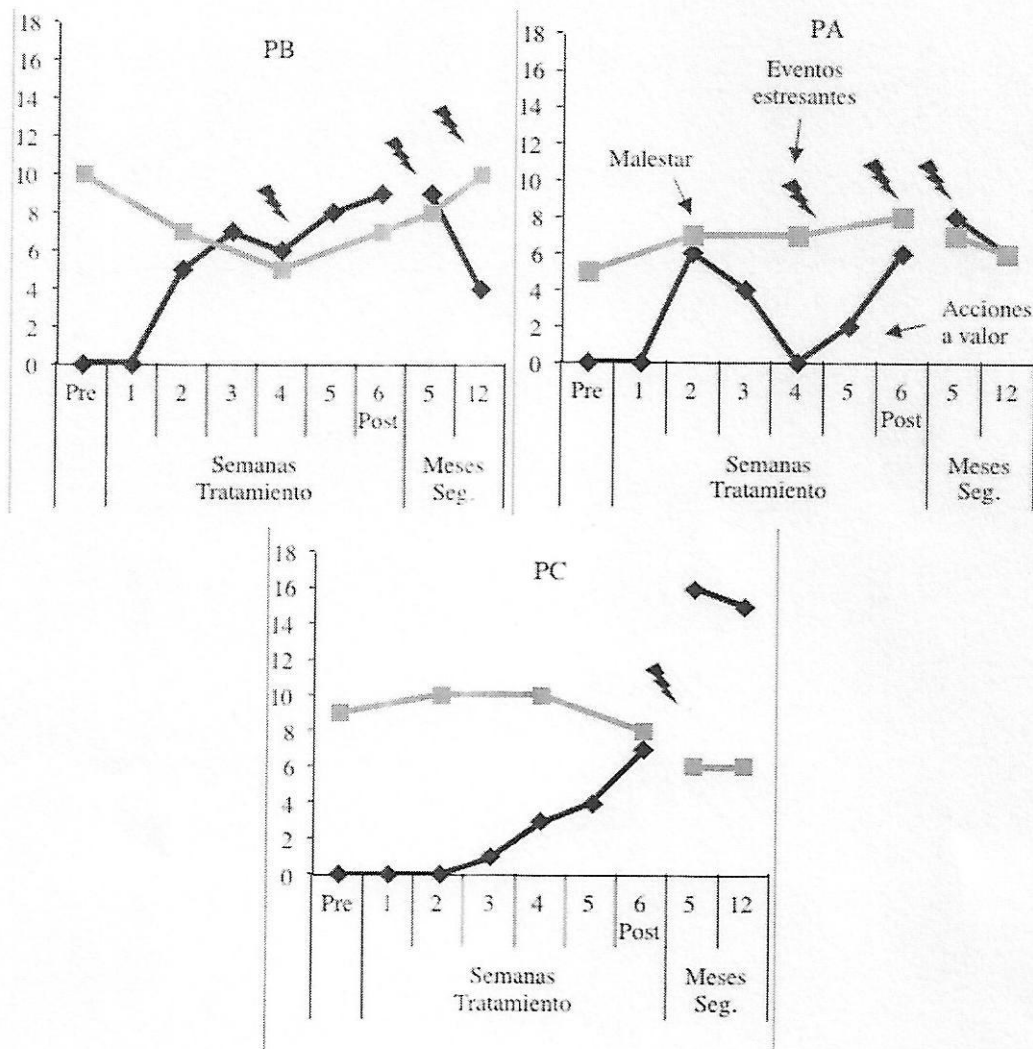 PB
18
16
14
12
10
8
6
4
2
0
Pre 1 2 3 4 5 6 5 12
Post
Semanas Meses
Tratamiento Seg.
PA
18
16
14
12
10
8
6
4
2
0
Eventos
estresantes
Malestar
Acciones
a valor
Pre 1 2 3 4 5 6 5 12
Post
Semanas Meses
Tratamiento Seg.
PC
18
16
14
12
10
8
6
4
2
0
Pre 1 2 3 4 5 6 5 12
Post
Semanas Meses
Tratamiento Seg.